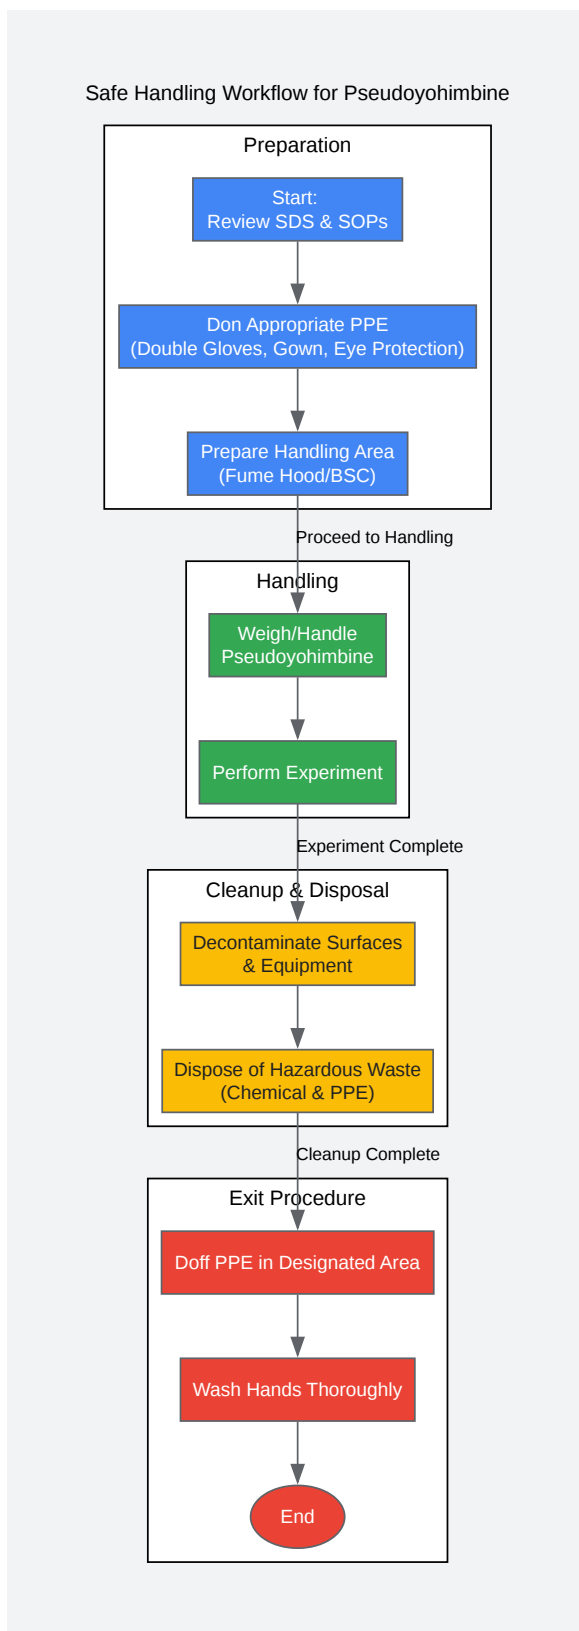 Safe Handling Workflow for Pseudoyohimbine
Preparation
Start:
Review SDS & SOPs
Don Appropriate PPE
(Double Gloves, Gown, Eye Protection)
Prepare Handling Area
(Fume Hood/BSC)
Proceed to Handling
Handling
Weigh/Handle
Pseudoyohimbine
Perform Experiment
Experiment Complete
Cleanup & Disposal
Decontaminate Surfaces
& Equipment
Dispose of Hazardous Waste
(Chemical & PPE)
Cleanup Complete
Exit Procedure
Doff PPE in Designated Area
Wash Hands Thoroughly
End